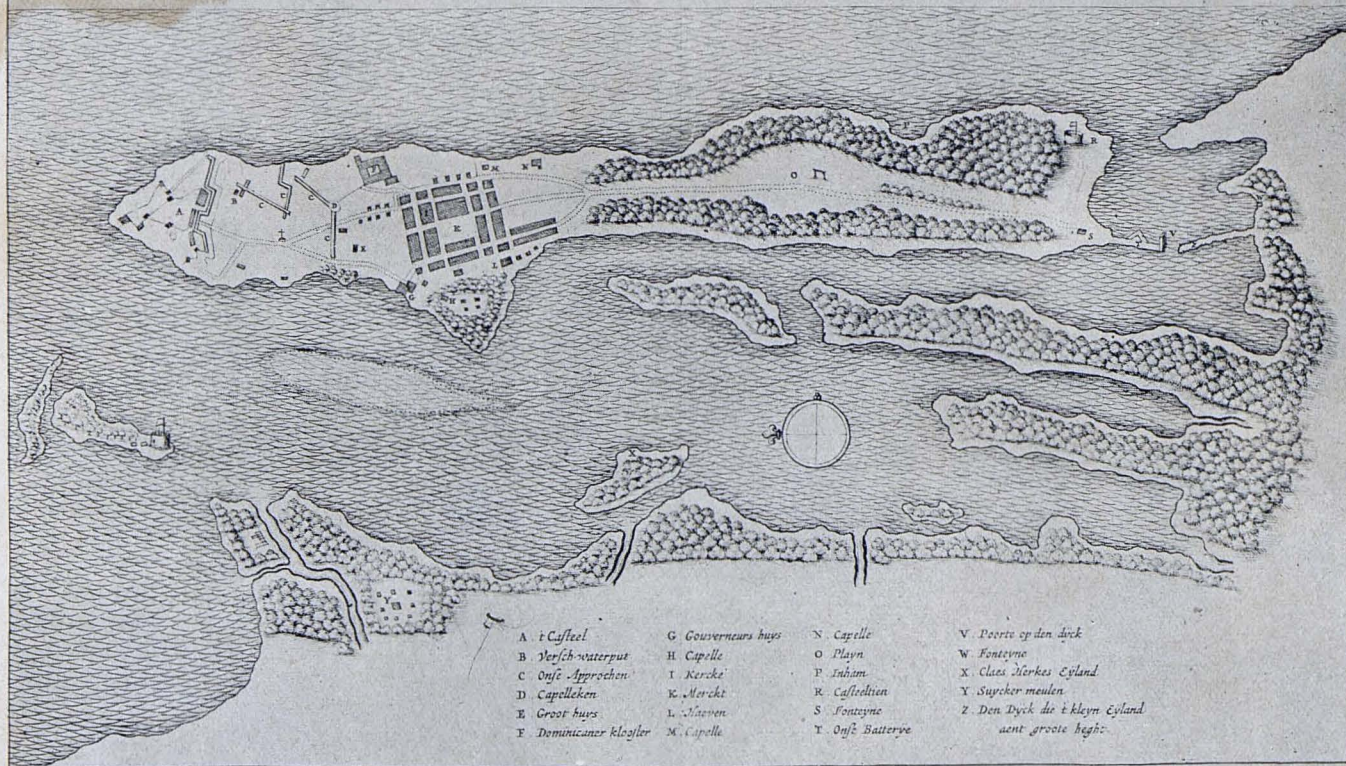 A
B
C
C
C
D
E
K
I
H
M
N
O
R
S
V
Y
A t Casteel
B Versch-waterput
C Onse Approchen
D Capelleken
E Groot huys
F Dominicaner klooster
G Gouverneurs huys
H Capelle
I Kercke
K Merckt
L Haeven
M Capelle
N Capelle
O Playn
P Inham
R Casteeltien
S Fonteyne
T Onse Batterye
V Poorte op den dijck
W Fonteyne
X Claes Herkes Eyland
Y Suycker meulen
Z Den Dyck die t kleyn Eyland
aent groote heght